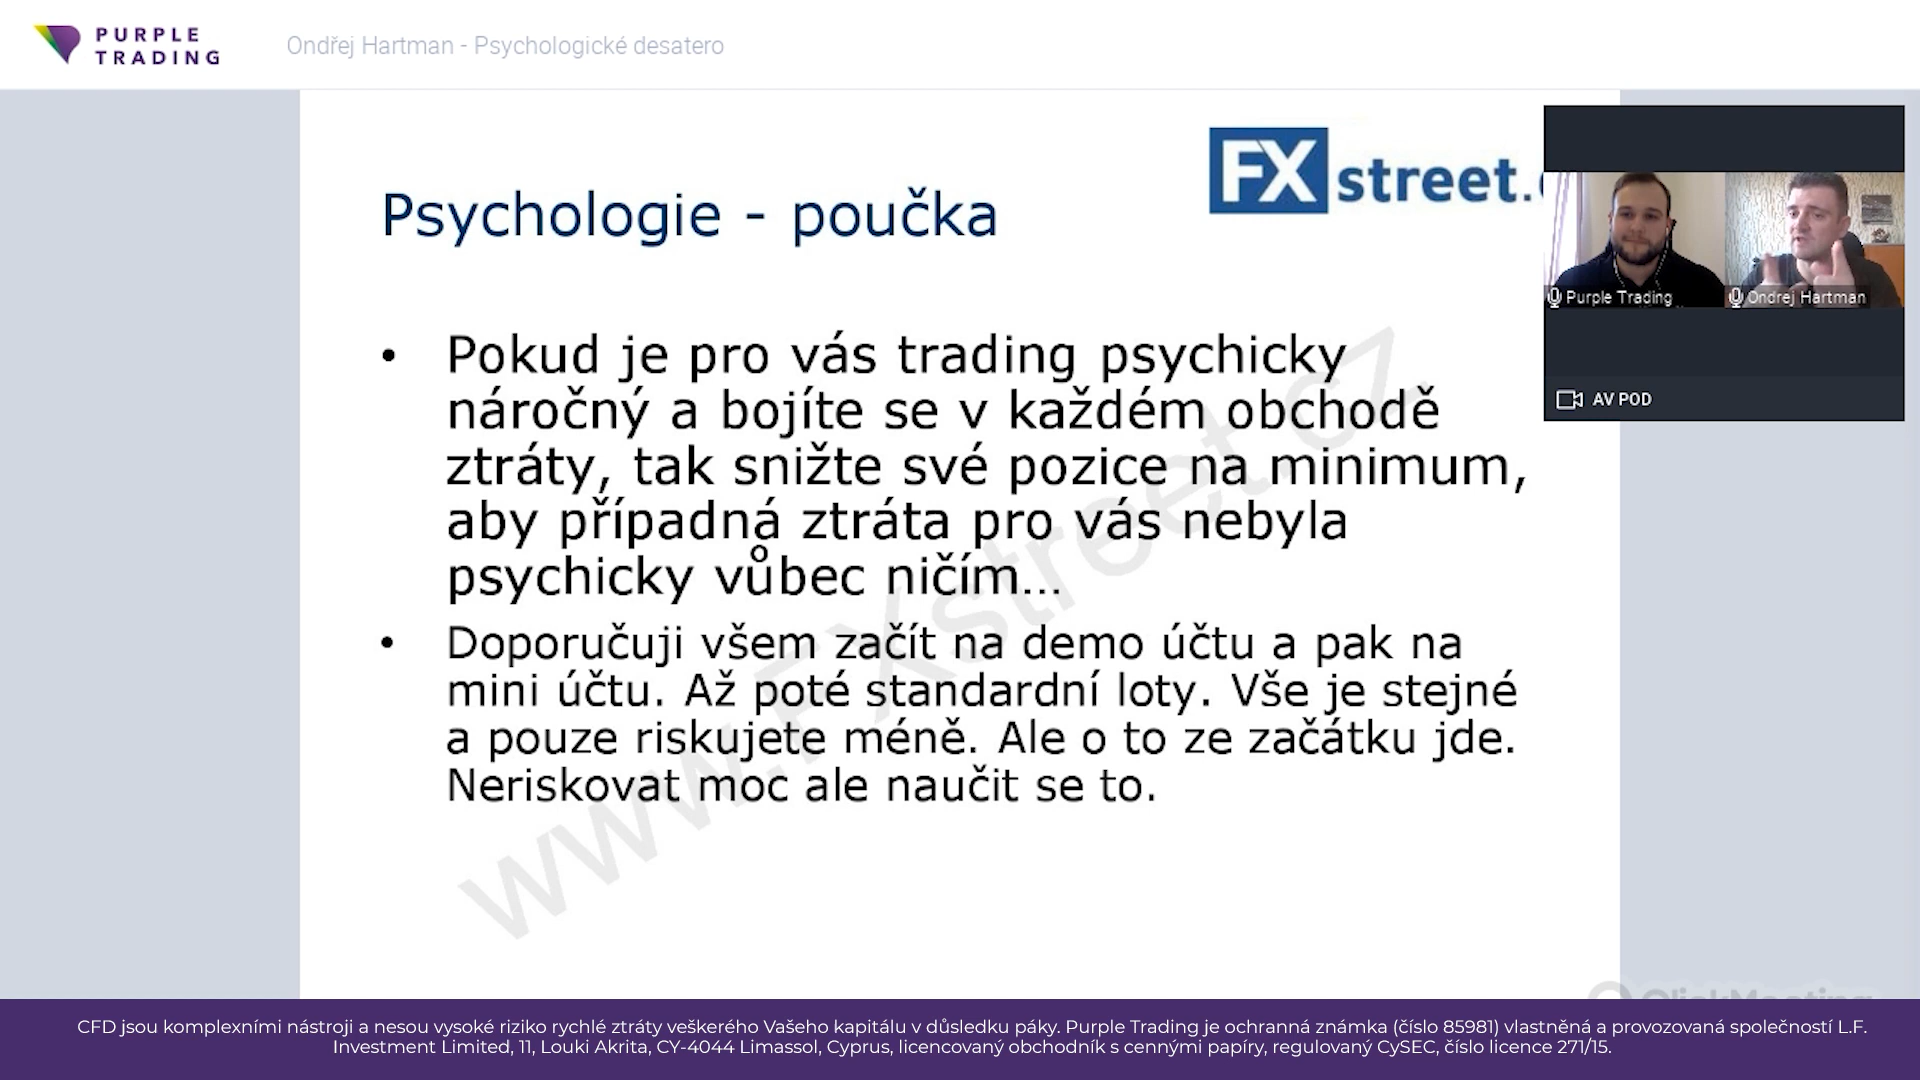 PURPLE
TRADING
Ondřej Hartman - Psychologické desatero
FXstreet.
Psychologie - poučka
• Pokud je pro vás trading psychicky
náročný a bojíte se v každém obchodě
ztráty, tak snižte své pozice na minimum,
aby případná ztráta pro vás nebyla
psychicky vůbec ničím...
• Doporučuji všem začít na demo účtu a pak na
mini účtu. Až poté standardní loty. Vše je stejné
a pouze riskujete méně. Ale o to ze začátku jde.
Neriskovat moc ale naučit se to.
www.FXstreet.cz
Purple Trading
Ondrej Hartman
AV POD
ClickMeeting
CFD jsou komplexními nástroji a nesou vysoké riziko rychlé ztráty veškerého Vašeho kapitálu v důsledku páky. Purple Trading je ochranná známka (číslo 85981) vlastněná a provozovaná společností L.F.
Investment Limited, 11, Louki Akrita, CY-4044 Limassol, Cyprus, licencovaný obchodník s cennými papíry, regulovaný CySEC, číslo licence 271/15.